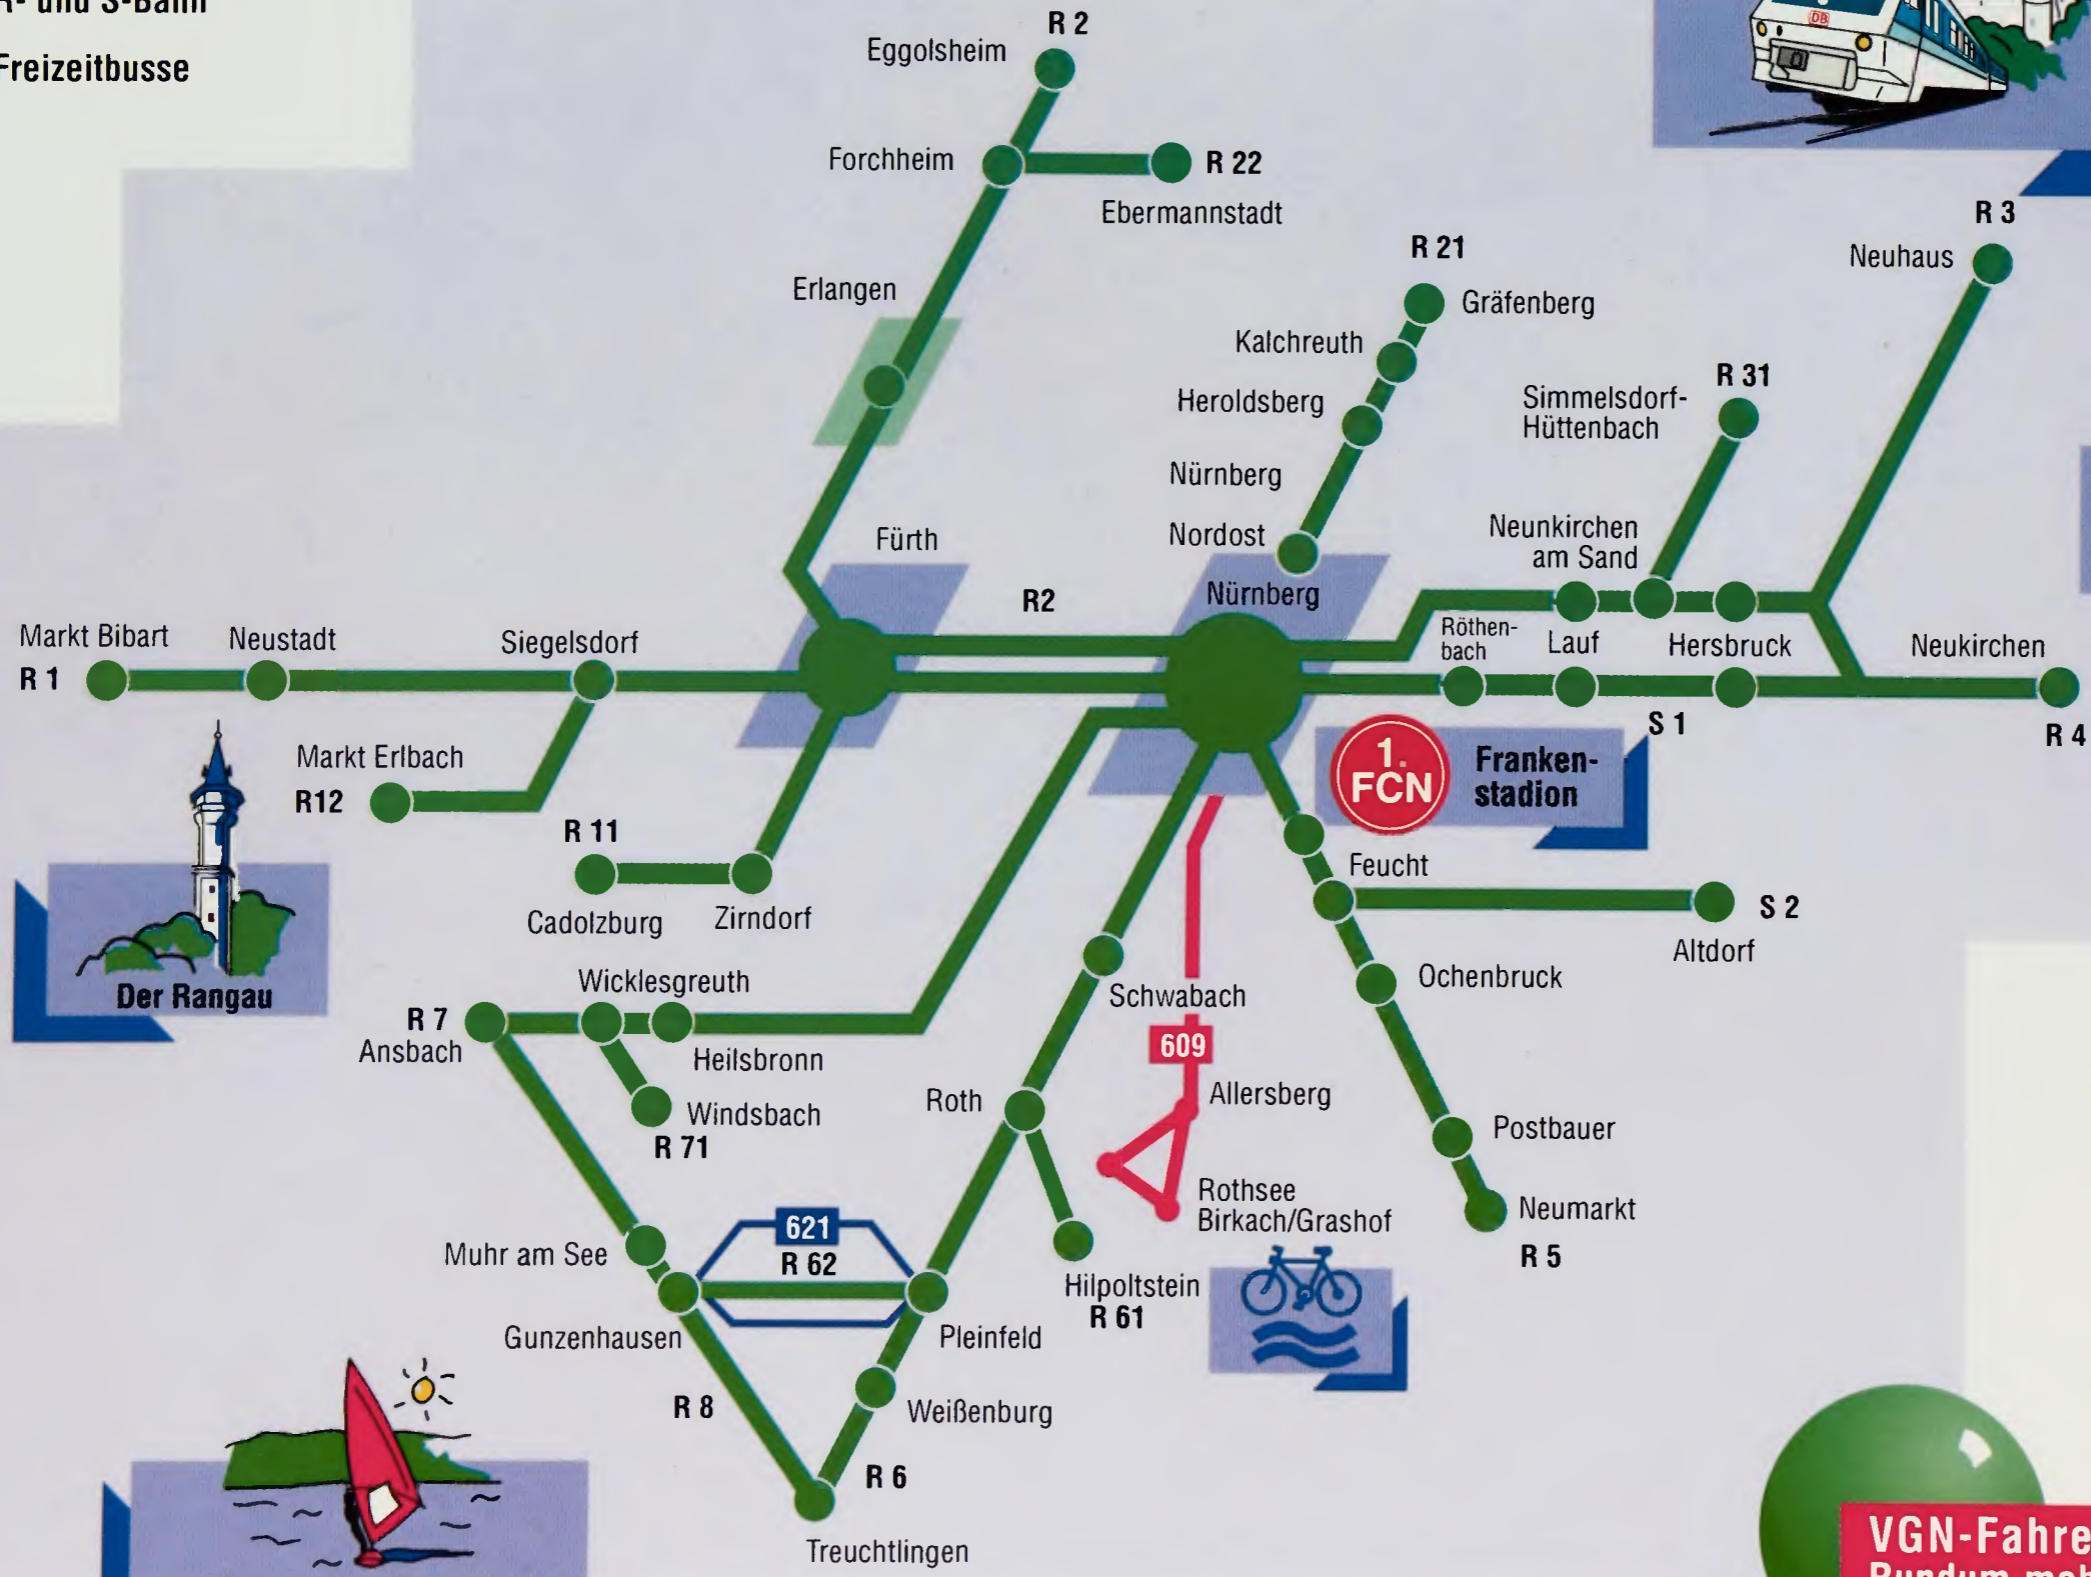 R- und S-Bahn
Freizeitbusse
DB
R 2
Eggolsheim
Forchheim
R 22
Ebermannstadt
R 3
Neuhaus
R 21
Gräfenberg
Erlangen
Kalchreuth
Heroldsberg
R 31
Simmelsdorf-
Hüttenbach
Nürnberg
Nordost
Neunkirchen
am Sand
Fürth
R2
Nürnberg
Röthen-
bach
Lauf
Hersbruck
Neukirchen
Markt Bibart
Neustadt
Siegelsdorf
R 1
S 1
R 4
1.
FCN
Franken-
stadion
Markt Erlbach
R12
R 11
Cadolzburg
Zirndorf
Feucht
S 2
Altdorf
Der Rangau
Wicklesgreuth
Ochenbruck
Schwabach
R 7
Ansbach
Heilsbronn
609
Windsbach
R 71
Roth
Allersberg
Postbauer
Rothsee
Birkach/Grashof
Neumarkt
R 5
621
R 62
Muhr am See
Hilpoltstein
R 61
Gunzenhausen
Pleinfeld
R 8
Weißenburg
R 6
Treuchtlingen
VGN-Fahre